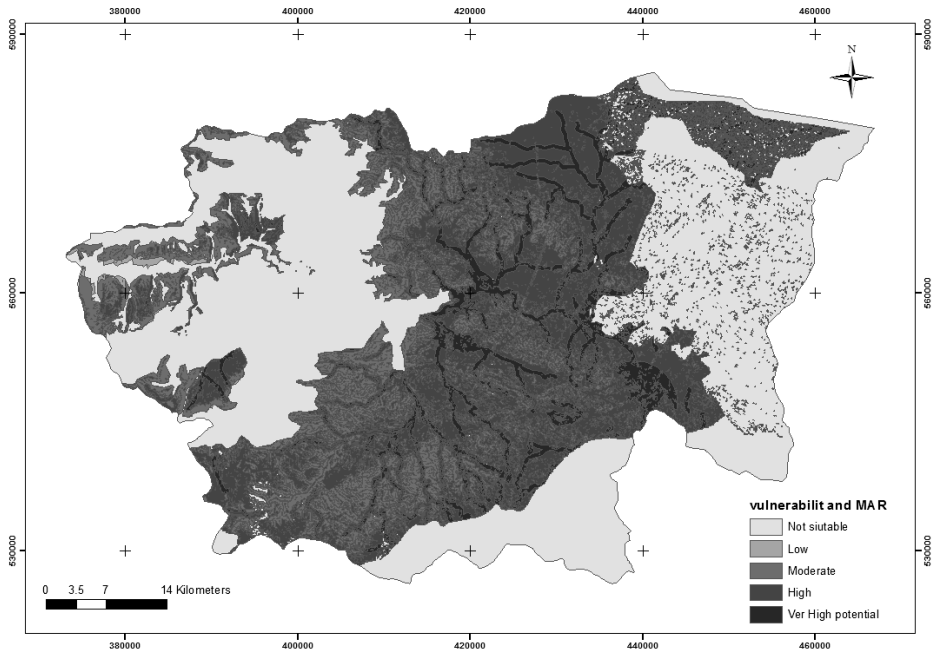 380000 400000 420000 440000 460000
590000 590000
N
560000 560000
vulnerabilit and MAR
Not siutable
Low
Moderate
High
Ver High potential
530000 530000
0 3.5 7 14 Kilometers
380000 400000 420000 440000 460000